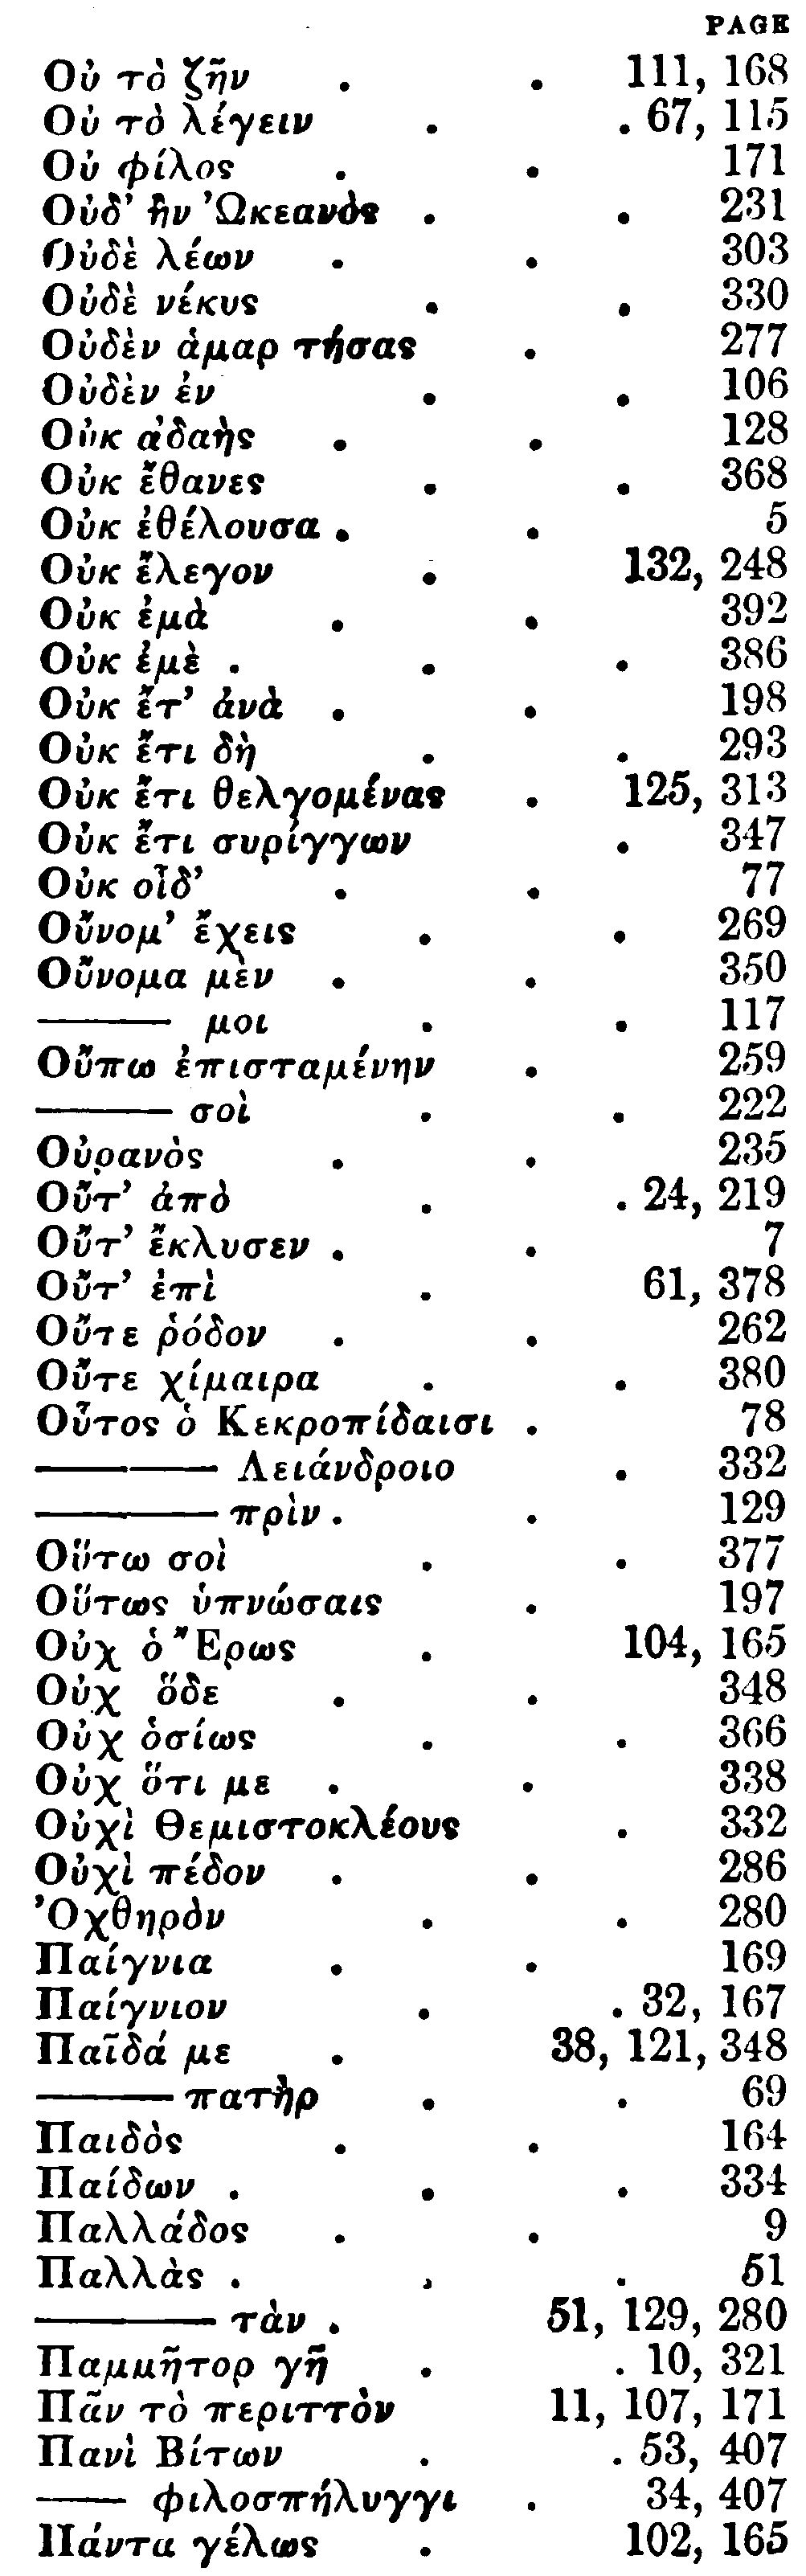 PAGE
Οὐ τὸ ζῆν . . 111, 168
Οὐ τὸ λέγειν . . 67, 115
Οὐ φίλος . . 171
Οὐδ’ ἢν Ὠκεανὸς . . 231
Οὐδὲ λέων . . 303
Οὐδὲ νέκυς . . 330
Οὐδὲν ἁμαρ τήσας . 277
Οὐδὲν ἐν . . 106
Οὐκ ἀδαὴς . . 128
Οὐκ ἔθανες . . 368
Οὐκ ἐθέλουσα . . 5
Οὐκ ἔλεγον . 132, 248
Οὐκ ἐμὰ . . 392
Οὐκ ἐμὲ . . . 386
Οὐκ ἔτ’ ἀνὰ . . 198
Οὐκ ἔτι δὴ . . 293
Οὐκ ἔτι θελγομένας . 125, 313
Οὐκ ἔτι συρίγγων . 347
Οὐκ οἶδ’ . . 77
Οὔνομ’ ἔχεις . . 269
Οὔνομα μὲν . . 350
——— μοι . . 117
Οὔπω ἐπισταμένην . 259
——— σοὶ . . 222
Οὐρανὸς . . 235
Οὔτ’ ἀπὸ . . 24, 219
Οὔτ’ ἔκλυσεν . . 7
Οὔτ’ ἐπὶ . 61, 378
Οὔτε ῥόδον . . 262
Οὔτε χίμαιρα . . 380
Οὗτος ὁ Κεκροπίδαισι . 78
———— Λειάνδροιο . 332
———— πρὶν . . 129
Οὕτω σοὶ . . 377
Οὕτως ὑπνώσαις . 197
Οὐχ ὁ Ἔρως . 104, 165
Οὐχ ὅδε . . 348
Οὐχ ὁσίως . . 366
Οὐχ ὅτι με . . 338
Οὐχὶ Θεμιστοκλέους . 332
Οὐχὶ πέδον . . 286
Ὀχθηρὸν . . 280
Παίγνια . . 169
Παίγνιον . . 32, 167
Παῖδά με . 38, 121, 348
——— πατὴρ . . 69
Παιδὸς . . 164
Παίδων . . . 334
Παλλάδος . . 9
Παλλὰς . . . 51
———— τὰν . 51, 129, 280
Παμμῆτορ γῆ . . 10, 321
Πᾶν τὸ περιττὸν 11, 107, 171
Πανὶ Βίτων . . 53, 407
—— φιλοσπήλυγγι . 34, 407
Πάντα γέλως . 102, 165